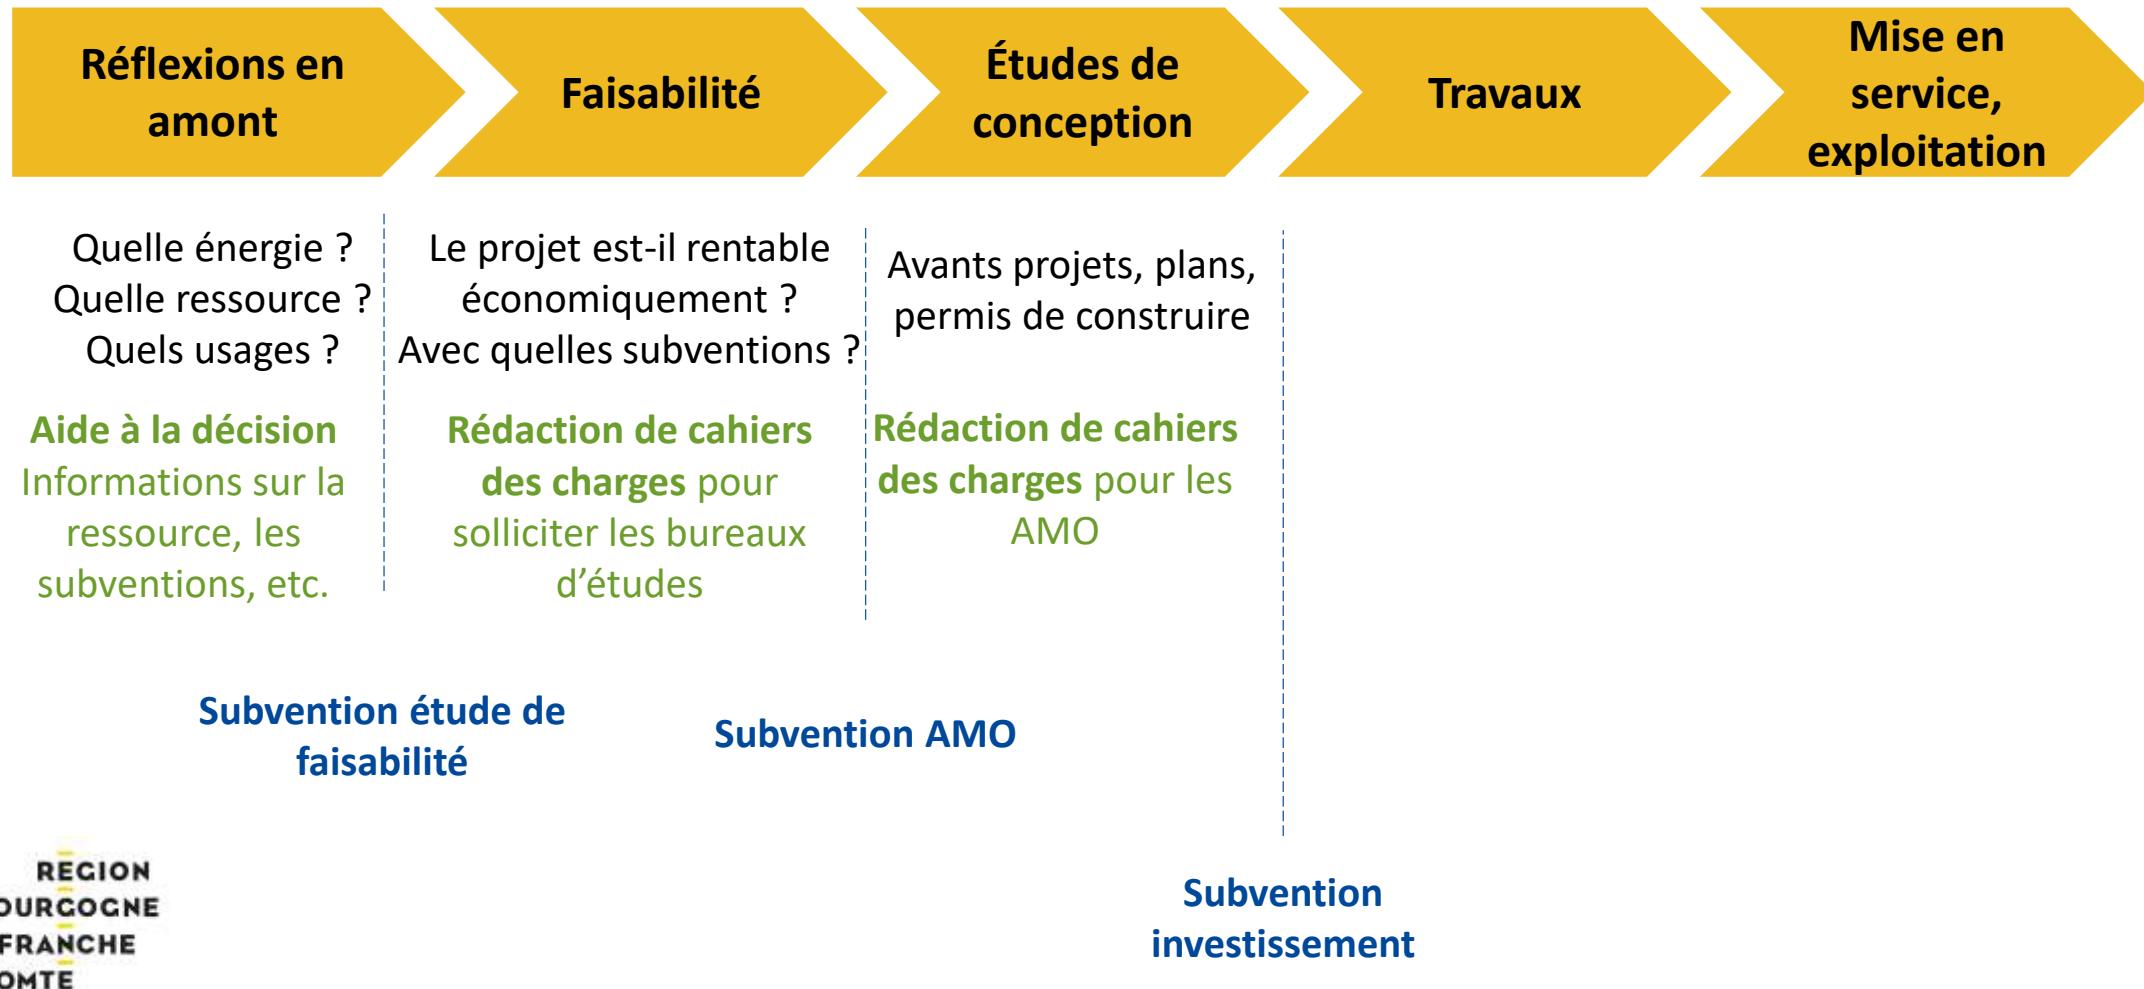 Réflexions en
amont
Faisabilité
Études de
conception
Travaux
Mise en
service,
exploitation
Quelle énergie ?
Quelle ressource ?
Quels usages ?
Le projet est-il rentable
économiquement ?
Avec quelles subventions ?
Avants projets, plans,
permis de construire
Aide à la décision
Informations sur la
ressource, les
subventions, etc.
Rédaction de cahiers
des charges pour
solliciter les bureaux
d’études
Rédaction de cahiers
des charges pour les
AMO
Subvention étude de
faisabilité
Subvention AMO
Subvention
investissement
REGION
OURGOGNE
FRANCHE
OMTE